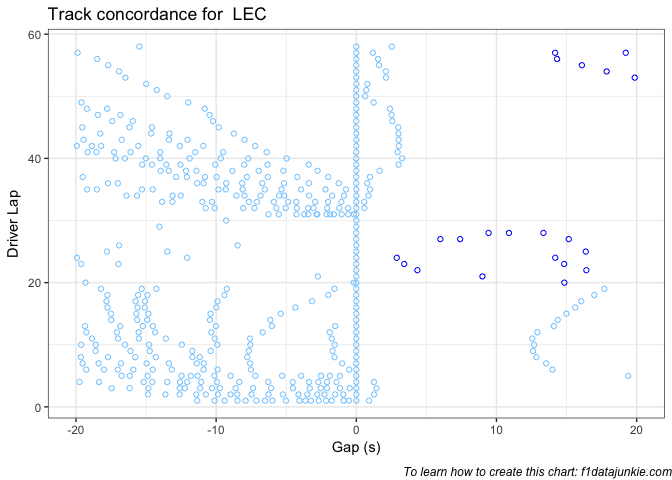 Track concordance for  LEC
60
40
20
0
Driver Lap
-20
-10
0
10
20
Gap (s)
To learn how to create this chart: f1datajunkie.com